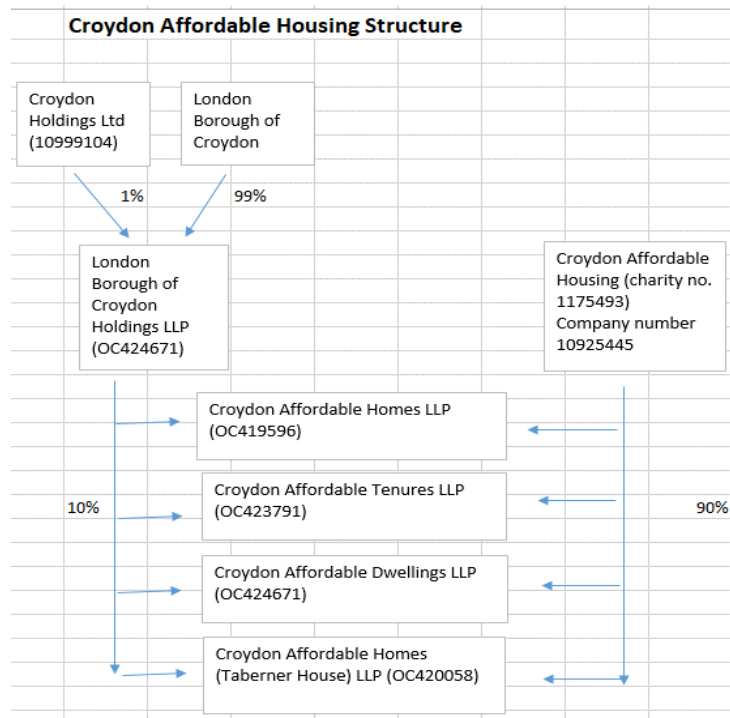 Croydon Affordable Housing Structure
Croydon
Holdings Ltd
(10999104)
London
Borough of
Croydon
1%
99%
London
Borough of
Croydon
Holdings LLP
(OC424671)
Croydon Affordable
Housing (charity no.
1175493)
Company number
10925445
Croydon Affordable Homes LLP
(OC419596)
Croydon Affordable Tenures LLP
(OC423791)
10%
90%
Croydon Affordable Dwellings LLP
(OC424671)
Croydon Affordable Homes
(Taberner House) LLP (OC420058)